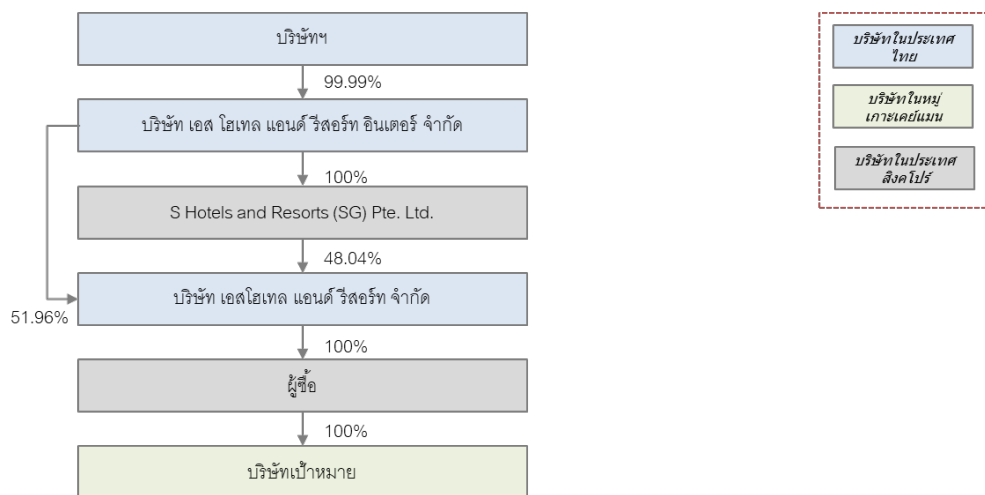 บริษัทฯ
99.99%
บริษัท เอส โฮเทล แอนด์ รีสอร์ท อินเตอร์ จำกัด
100%
S Hotels and Resorts (SG) Pte. Ltd.
48.04%
บริษัท เอสโฮเทล แอนด์ รีสอร์ท จำกัด
51.96%
100%
ผู้ซื้อ
100%
บริษัทเป้าหมาย
บริษัทในประเทศ
ไทย
บริษัทในหมู่
เกาะเคย์แมน
บริษัทในประเทศ
สิงคโปร์